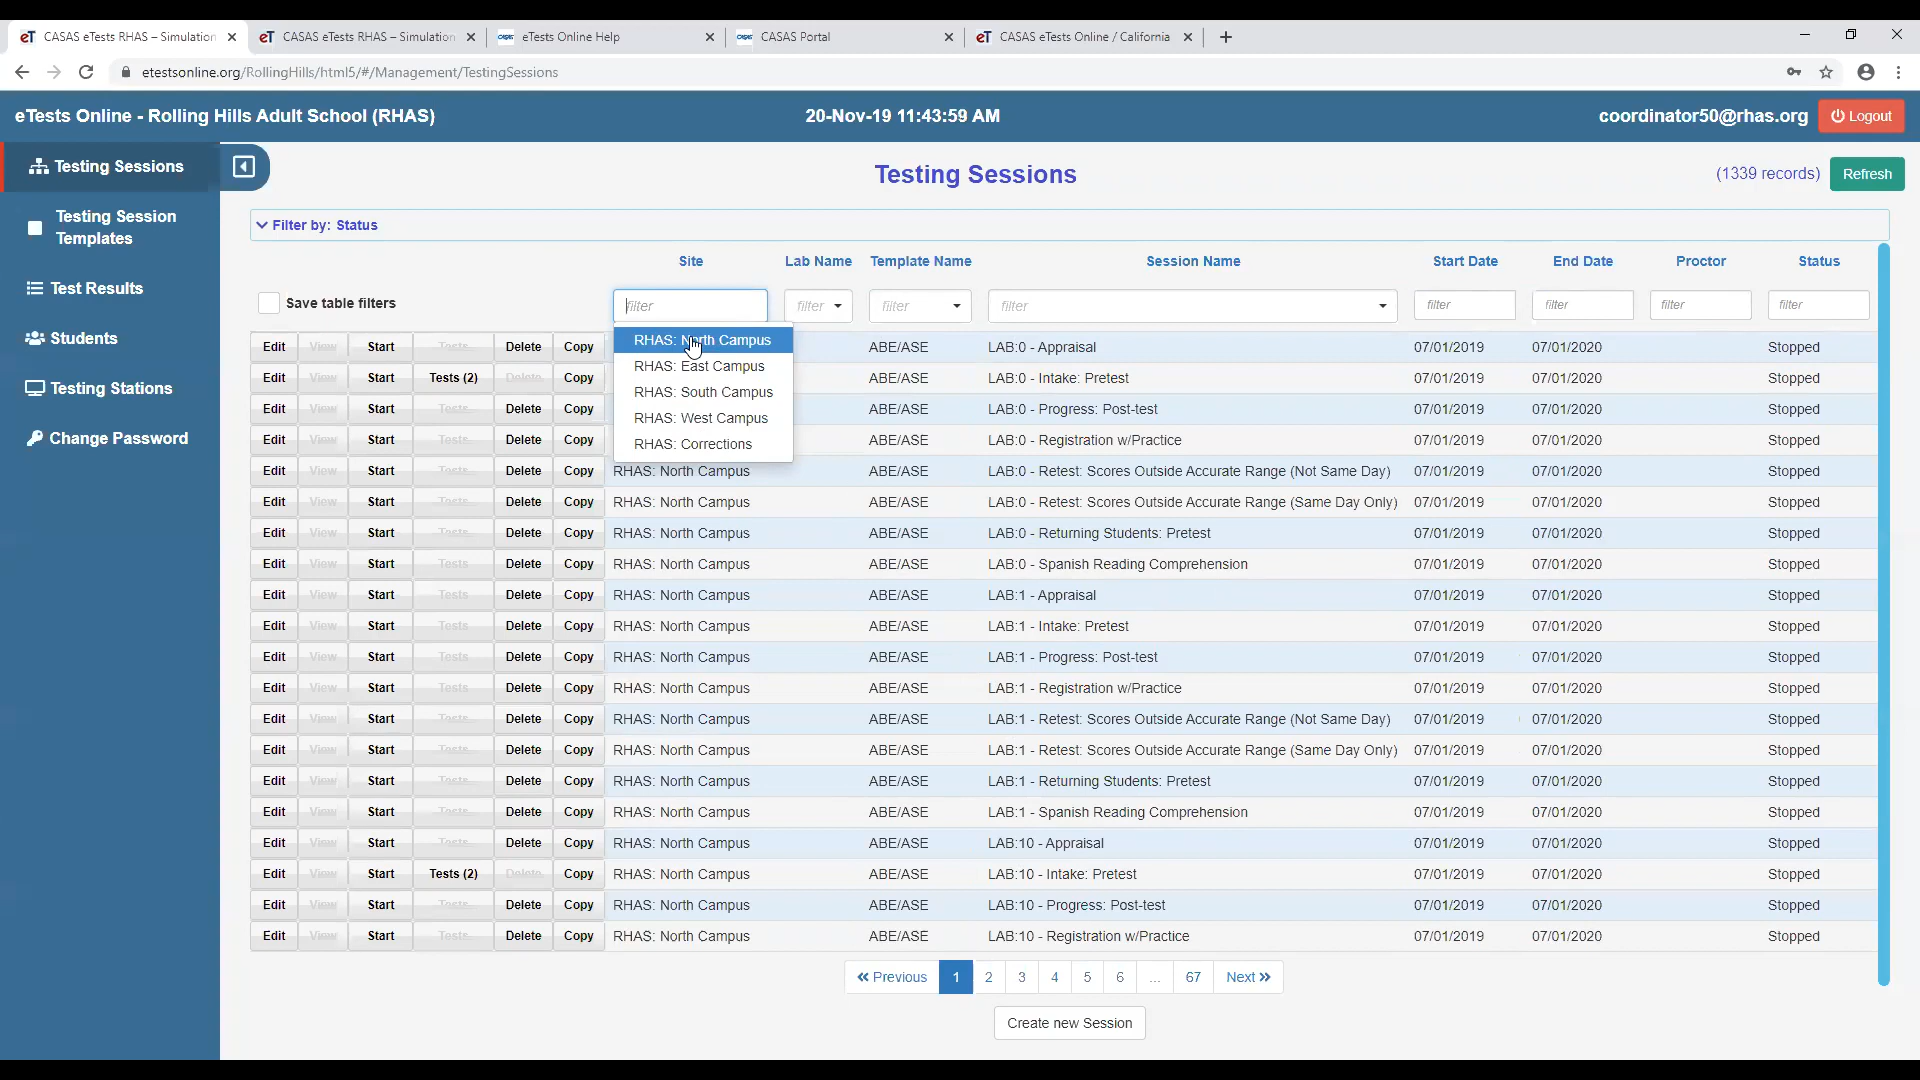 CASAS eTests RHAS – Simulation
CASAS eTests RHAS – Simulation
eTests Online Help
CASAS Portal
CASAS eTests Online / California
etestsonline.org/RollingHills/html5/#/Management/TestingSessions
eTests Online - Rolling Hills Adult School (RHAS)
20-Nov-19 11:43:59 AM
coordinator50@rhas.org
Logout
Testing Sessions
Testing Session
Templates
Test Results
Students
Testing Stations
Change Password
Testing Sessions
(1339 records)
Refresh
Filter by: Status
Site Lab Name Template Name Session Name Start Date End Date Proctor Status
Save table filters filter filter filter filter filter filter filter filter
RHAS: North Campus
RHAS: East Campus
RHAS: South Campus
RHAS: West Campus
RHAS: Corrections
Edit View Start Tests Delete Copy ABE/ASE LAB:0 - Appraisal 07/01/2019 07/01/2020 Stopped
Edit View Start Tests (2) Delete Copy ABE/ASE LAB:0 - Intake: Pretest 07/01/2019 07/01/2020 Stopped
Edit View Start Tests Delete Copy ABE/ASE LAB:0 - Progress: Post-test 07/01/2019 07/01/2020 Stopped
Edit View Start Tests Delete Copy ABE/ASE LAB:0 - Registration w/Practice 07/01/2019 07/01/2020 Stopped
Edit View Start Tests Delete Copy RHAS: North Campus ABE/ASE LAB:0 - Retest: Scores Outside Accurate Range (Not Same Day) 07/01/2019 07/01/2020 Stopped
Edit View Start Tests Delete Copy RHAS: North Campus ABE/ASE LAB:0 - Retest: Scores Outside Accurate Range (Same Day Only) 07/01/2019 07/01/2020 Stopped
Edit View Start Tests Delete Copy RHAS: North Campus ABE/ASE LAB:0 - Returning Students: Pretest 07/01/2019 07/01/2020 Stopped
Edit View Start Tests Delete Copy RHAS: North Campus ABE/ASE LAB:0 - Spanish Reading Comprehension 07/01/2019 07/01/2020 Stopped
Edit View Start Tests Delete Copy RHAS: North Campus ABE/ASE LAB:1 - Appraisal 07/01/2019 07/01/2020 Stopped
Edit View Start Tests Delete Copy RHAS: North Campus ABE/ASE LAB:1 - Intake: Pretest 07/01/2019 07/01/2020 Stopped
Edit View Start Tests Delete Copy RHAS: North Campus ABE/ASE LAB:1 - Progress: Post-test 07/01/2019 07/01/2020 Stopped
Edit View Start Tests Delete Copy RHAS: North Campus ABE/ASE LAB:1 - Registration w/Practice 07/01/2019 07/01/2020 Stopped
Edit View Start Tests Delete Copy RHAS: North Campus ABE/ASE LAB:1 - Retest: Scores Outside Accurate Range (Not Same Day) 07/01/2019 07/01/2020 Stopped
Edit View Start Tests Delete Copy RHAS: North Campus ABE/ASE LAB:1 - Retest: Scores Outside Accurate Range (Same Day Only) 07/01/2019 07/01/2020 Stopped
Edit View Start Tests Delete Copy RHAS: North Campus ABE/ASE LAB:1 - Returning Students: Pretest 07/01/2019 07/01/2020 Stopped
Edit View Start Tests Delete Copy RHAS: North Campus ABE/ASE LAB:1 - Spanish Reading Comprehension 07/01/2019 07/01/2020 Stopped
Edit View Start Tests Delete Copy RHAS: North Campus ABE/ASE LAB:10 - Appraisal 07/01/2019 07/01/2020 Stopped
Edit View Start Tests (2) Delete Copy RHAS: North Campus ABE/ASE LAB:10 - Intake: Pretest 07/01/2019 07/01/2020 Stopped
Edit View Start Tests Delete Copy RHAS: North Campus ABE/ASE LAB:10 - Progress: Post-test 07/01/2019 07/01/2020 Stopped
Edit View Start Tests Delete Copy RHAS: North Campus ABE/ASE LAB:10 - Registration w/Practice 07/01/2019 07/01/2020 Stopped
« Previous 1 2 3 4 5 6 ... 67 Next »
Create new Session